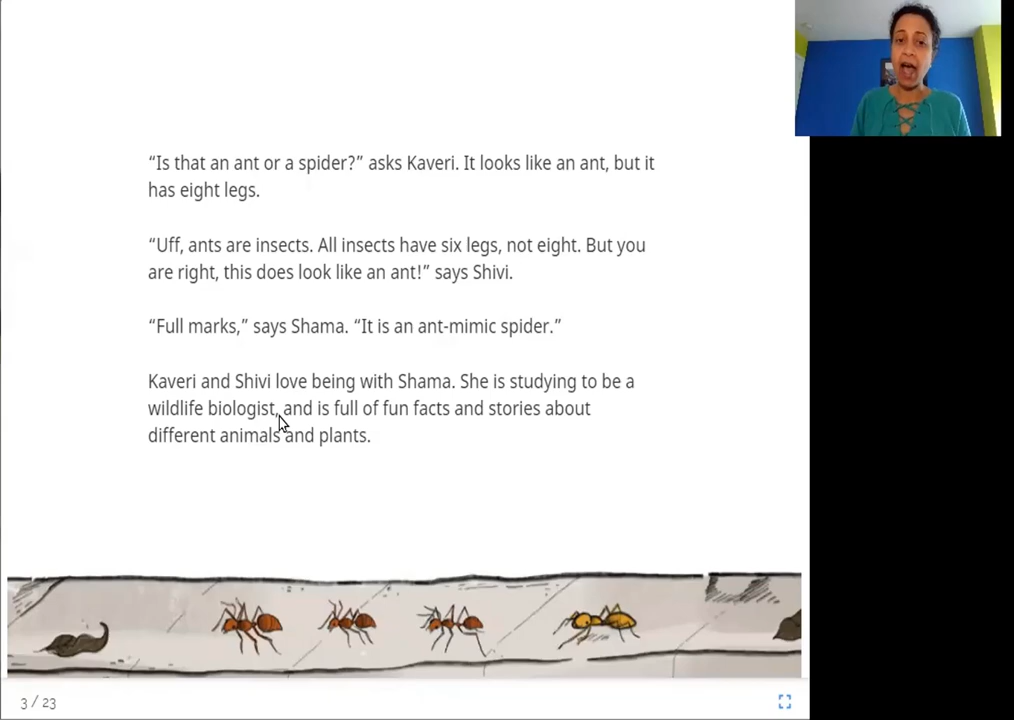 “Is that an ant or a spider?” asks Kaveri. It looks like an ant, but it
has eight legs.
“Uff, ants are insects. All insects have six legs, not eight. But you
are right, this does look like an ant!” says Shivi.
“Full marks,” says Shama. “It is an ant-mimic spider.”
Kaveri and Shivi love being with Shama. She is studying to be a
wildlife biologist, and is full of fun facts and stories about
different animals and plants.
3 / 23